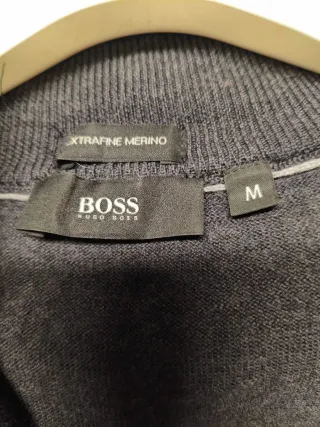 XTRAFINE MERINO
BOSS
HUGO BOSS
M